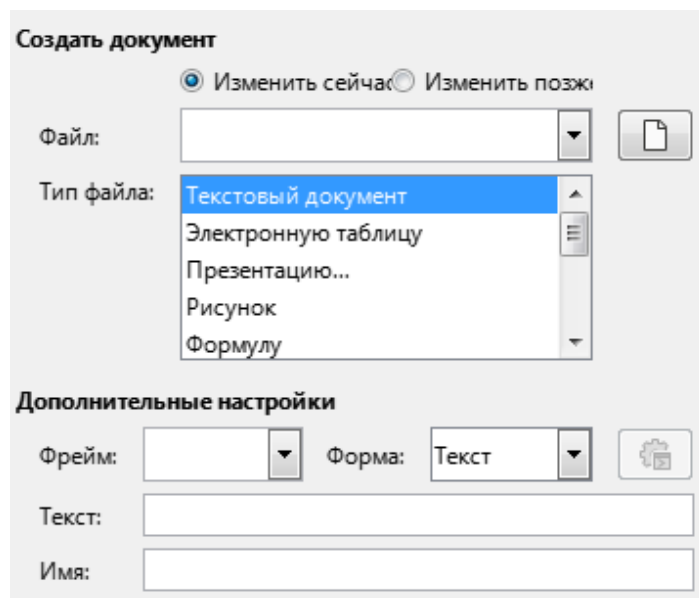 Создать документ
Изменить сейчас Изменить позже
Файл:
Тип файла: Текстовый документ
Электронную таблицу
Презентацию...
Рисунок
Формулу
Дополнительные настройки
Фрейм: Форма: Текст
Текст:
Имя: